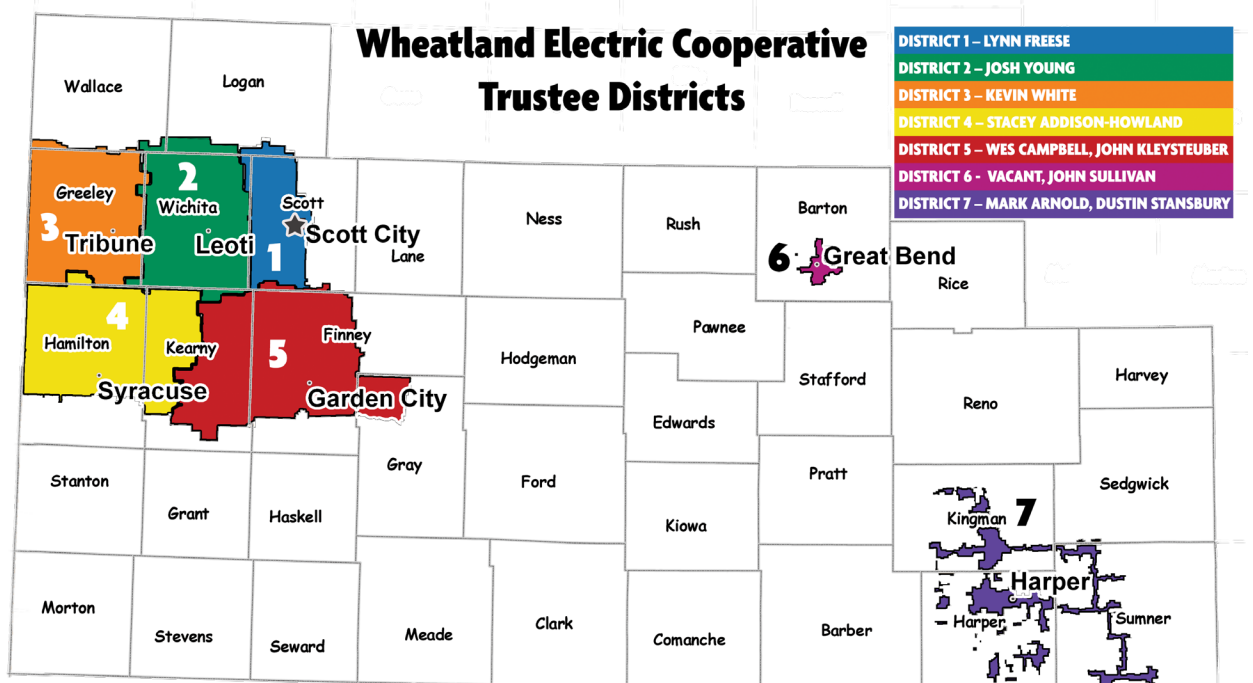 Wheatland Electric Cooperative
Trustee Districts
DISTRICT 1 – LYNN FREESE
DISTRICT 2 – JOSH YOUNG
DISTRICT 3 – KEVIN WHITE
DISTRICT 4 – STACEY ADDISON-HOWLAND
DISTRICT 5 – WES CAMPBELL, JOHN KLEYSTEUBER
DISTRICT 6 - VACANT, JOHN SULLIVAN
DISTRICT 7 – MARK ARNOLD, DUSTIN STANSBURY
Wallace
Logan
Greeley
3
Tribune
2
Wichita
Leoti
Scott
Scott City
1
Lane
Ness
Rush
Barton
6
Great Bend
Rice
4
Hamilton
Kearny
Syracuse
5
Finney
Garden City
Hodgeman
Pawnee
Stafford
Edwards
Reno
Harvey
Stanton
Grant
Haskell
Gray
Ford
Kiowa
Pratt
Kingman
7
Sedgwick
Morton
Stevens
Seward
Meade
Clark
Comanche
Barber
Harper
Harper
Sumner